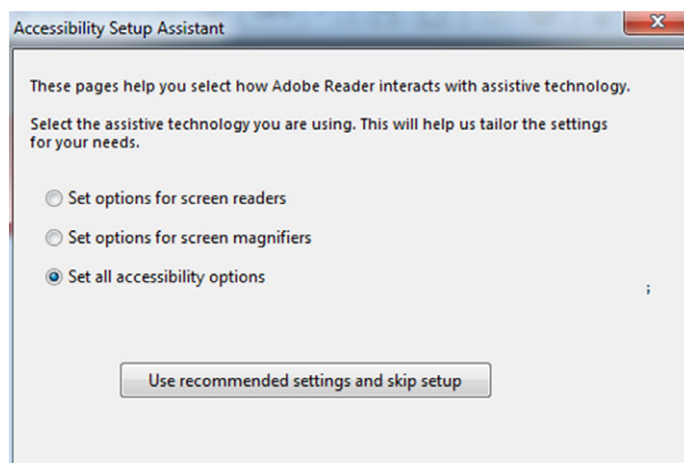 Accessibility Setup Assistant
These pages help you select how Adobe Reader interacts with assistive technology.
Select the assistive technology you are using. This will help us tailor the settings
for your needs.
Set options for screen readers
Set options for screen magnifiers
Set all accessibility options
;
Use recommended settings and skip setup